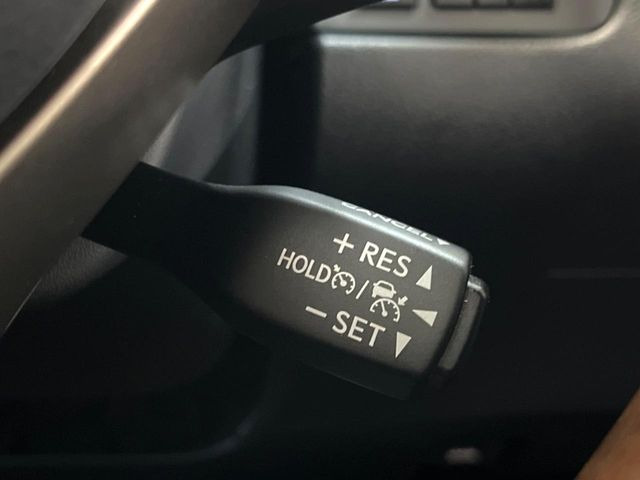 CANCEL▼
+ RES ▲
HOLD / ◀
− SET ▼